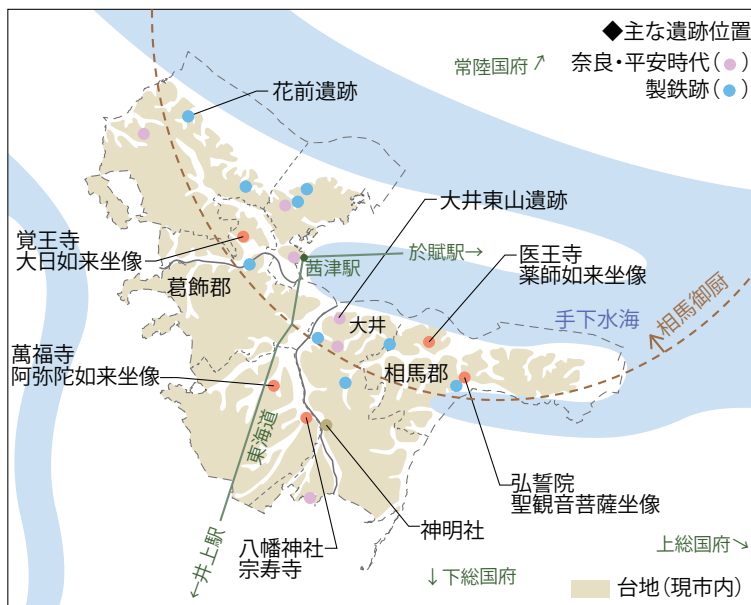 ◆主な遺跡位置
常陸国府↗
奈良・平安時代(●)
製鉄跡(●)
花前遺跡
大井東山遺跡
覚王寺
大日如来坐像
於賦駅→
茜津駅
医王寺
薬師如来坐像
葛飾郡
大井
手下水海
←相馬御厨
萬福寺
阿弥陀如来坐像
相馬郡
東海道
弘誓院
聖観音菩薩坐像
神明社
八幡神社
宗寿寺
←井上駅
上総国府↘
↓下総国府
台地(現市内)